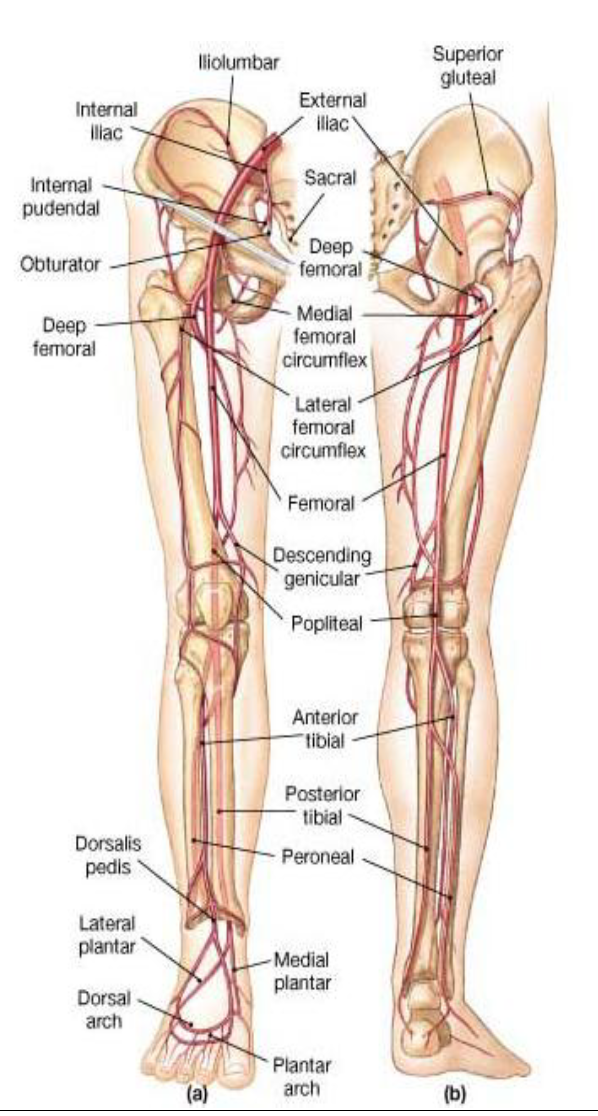 Superior
gluteal
Iliolumbar
Internal
iliac
External
iliac
Internal
pudendal
Sacral
Obturator
Deep
femoral
Deep
femoral
Medial
femoral
circumflex
Lateral
femoral
circumflex
Femoral
Descending
genicular
Popliteal
Anterior
tibial
Posterior
tibial
Dorsalis
pedis
Peroneal
Lateral
plantar
Medial
plantar
Dorsal
arch
Plantar
arch
(a)
(b)